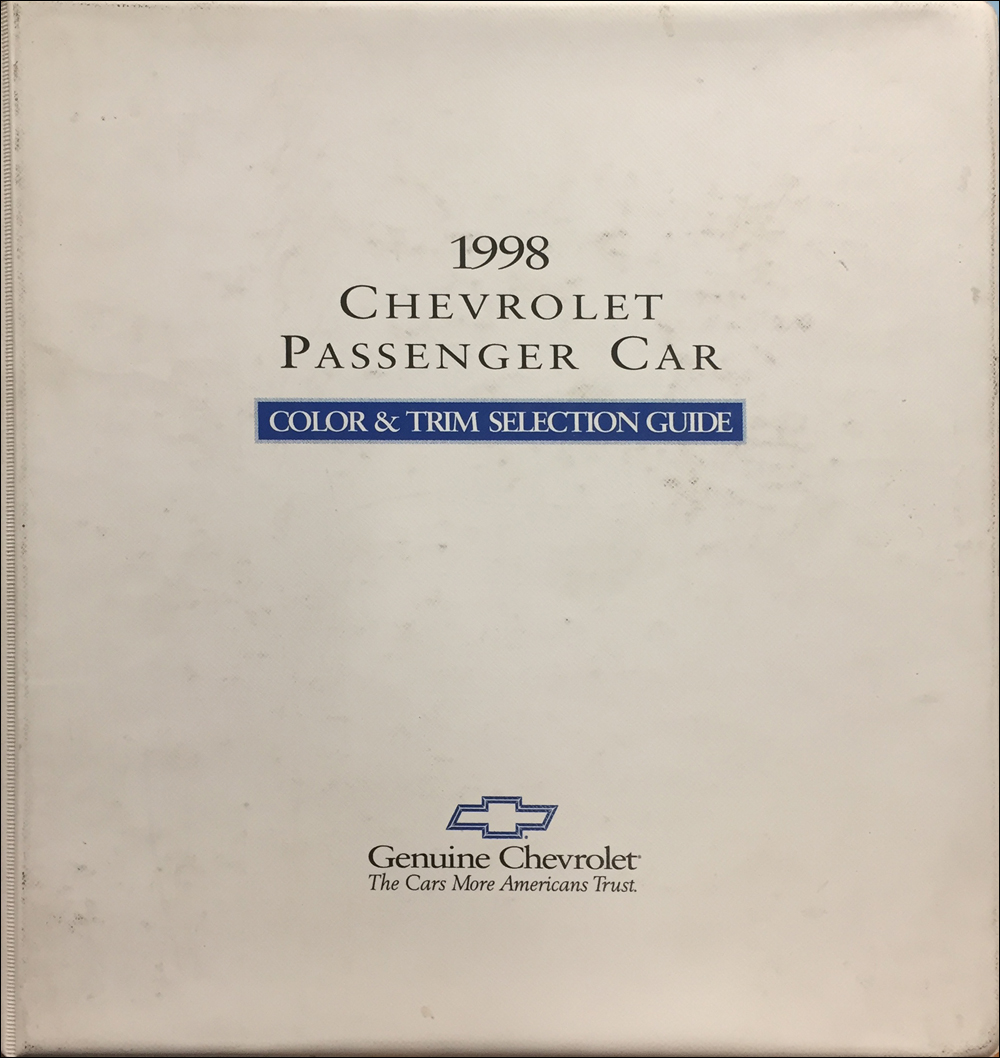 1998
CHEVROLET
PASSENGER CAR
COLOR & TRIM SELECTION GUIDE
Genuine Chevrolet®
The Cars More Americans Trust.